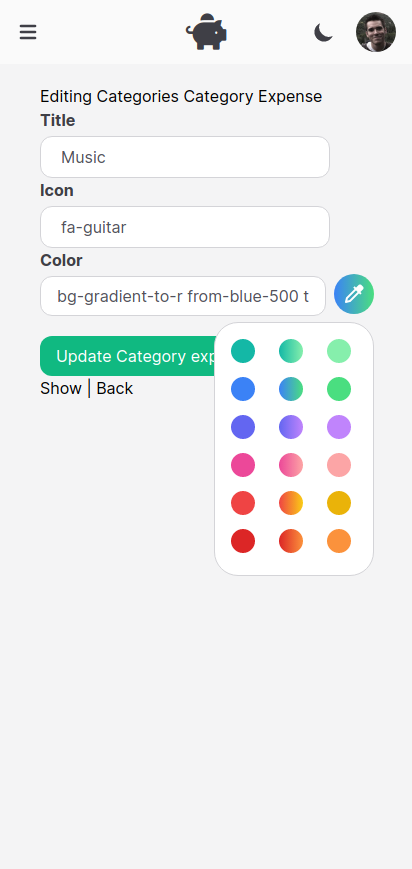 Editing Categories Category Expense
Title
Music
Icon
fa-guitar
Color
bg-gradient-to-r from-blue-500 t
Update Category exp
Show | Back